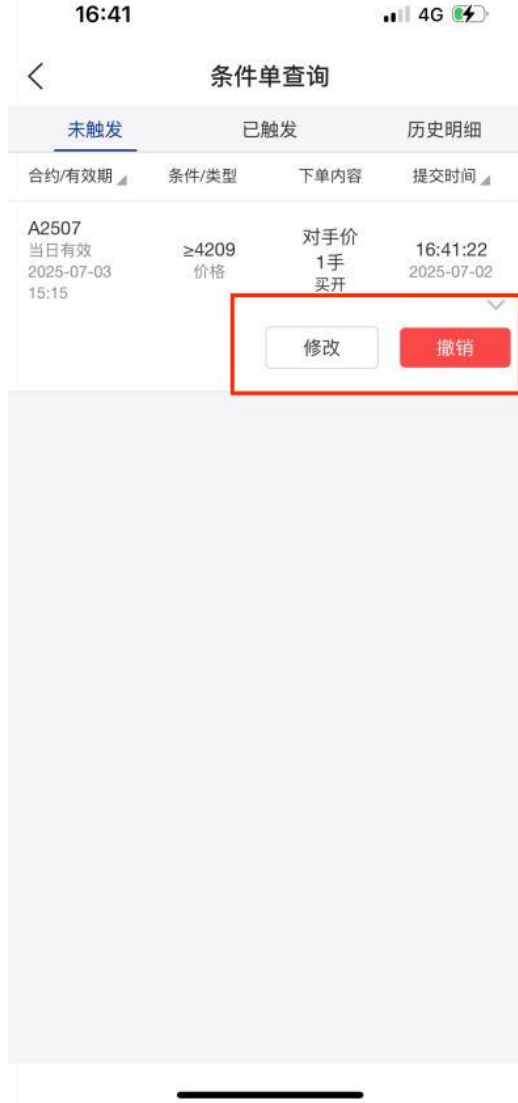 16:41 4G
条件单查询
未触发 已触发 历史明细
合约/有效期 条件/类型 下单内容 提交时间
A2507
当日有效
2025-07-03
15:15
≥4209
价格
对手价
1手
买开
16:41:22
2025-07-02
修改 撤销